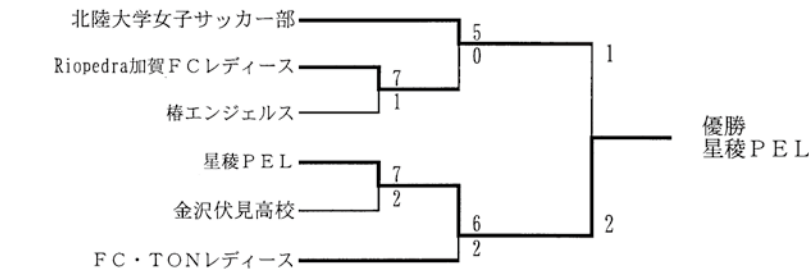 北陸大学女子サッカー部
5
0
1
Riopedra加賀ＦＣレディース
7
1
椿エンジェルス
優勝
星稜ＰＥＬ
星稜ＰＥＬ
7
2
金沢伏見高校
6
2
2
ＦＣ・ＴＯＮレディース